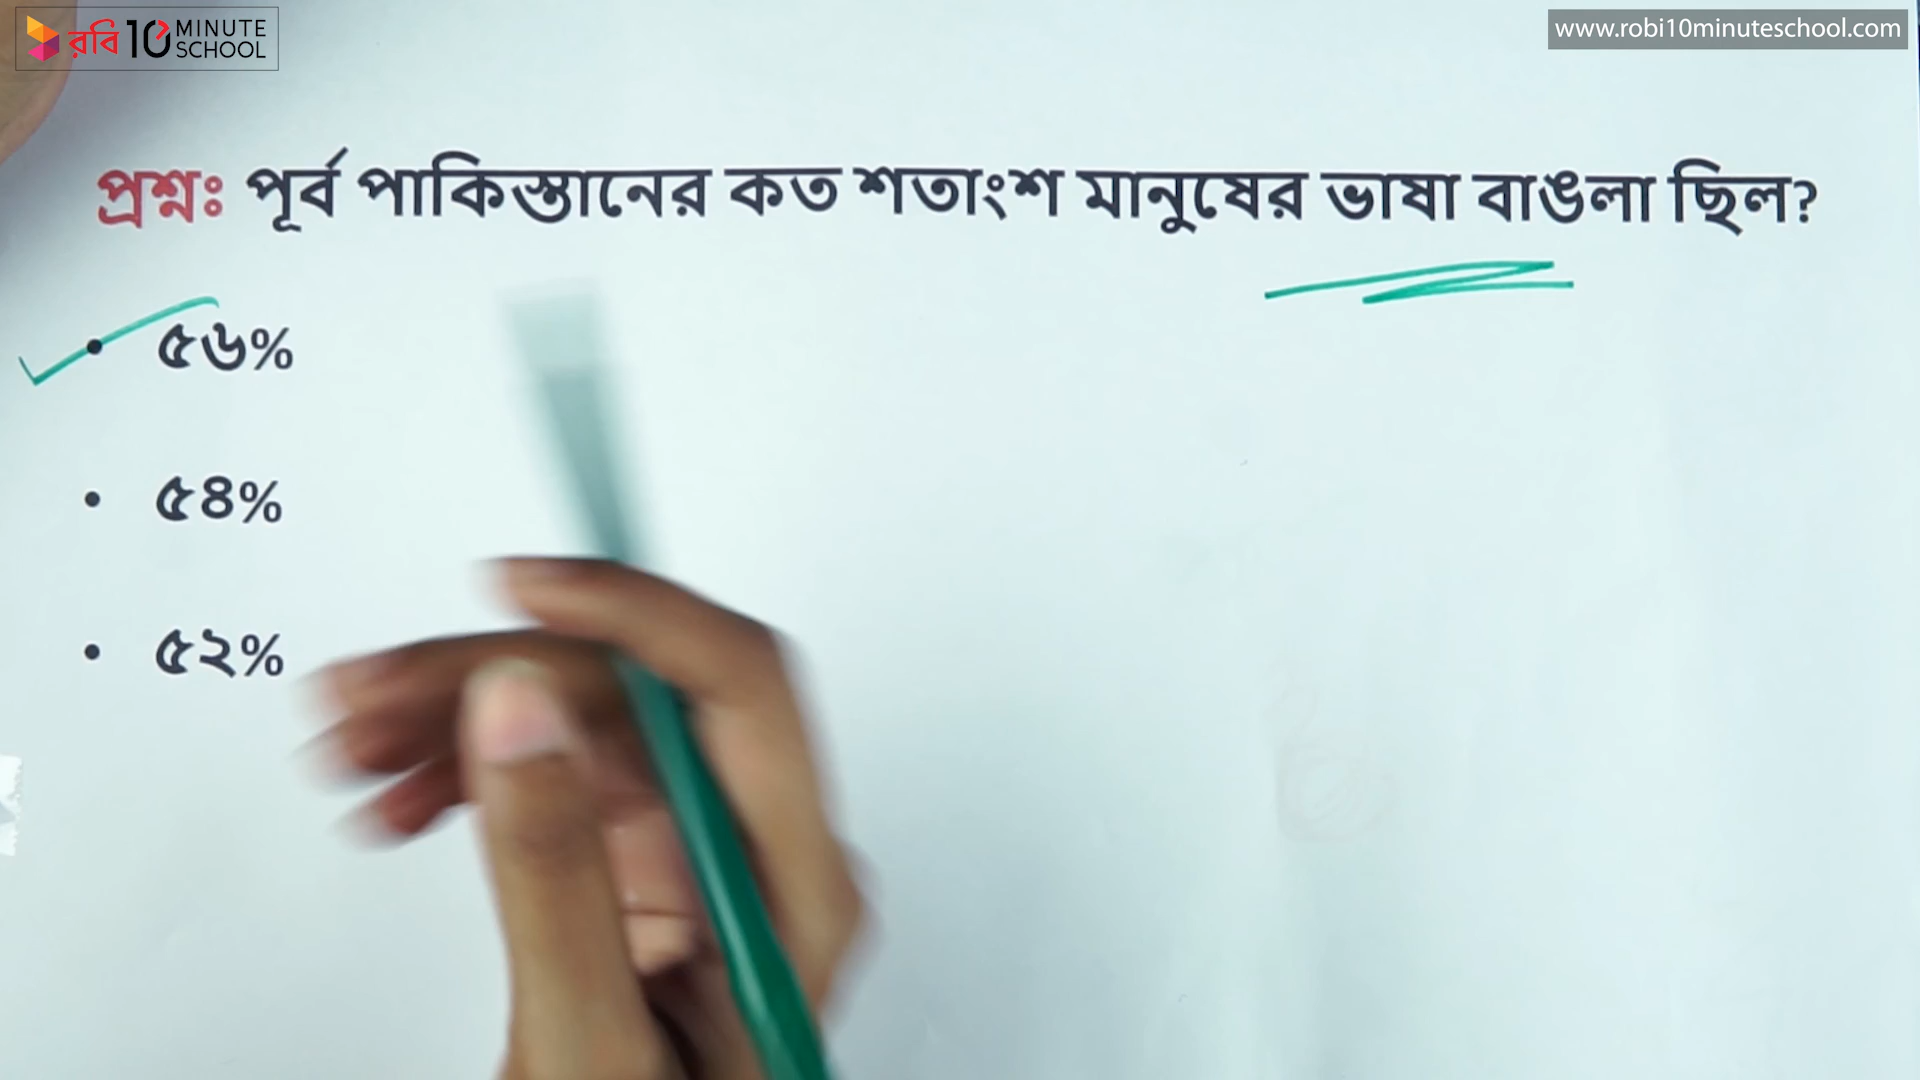 রবি 10 MINUTE SCHOOL
www.robi10minuteschool.com
প্রশ্নঃ পূর্ব পাকিস্তানের কত শতাংশ মানুষের ভাষা বাঙলা ছিল?
• ৫৬%
• ৫৪%
• ৫২%